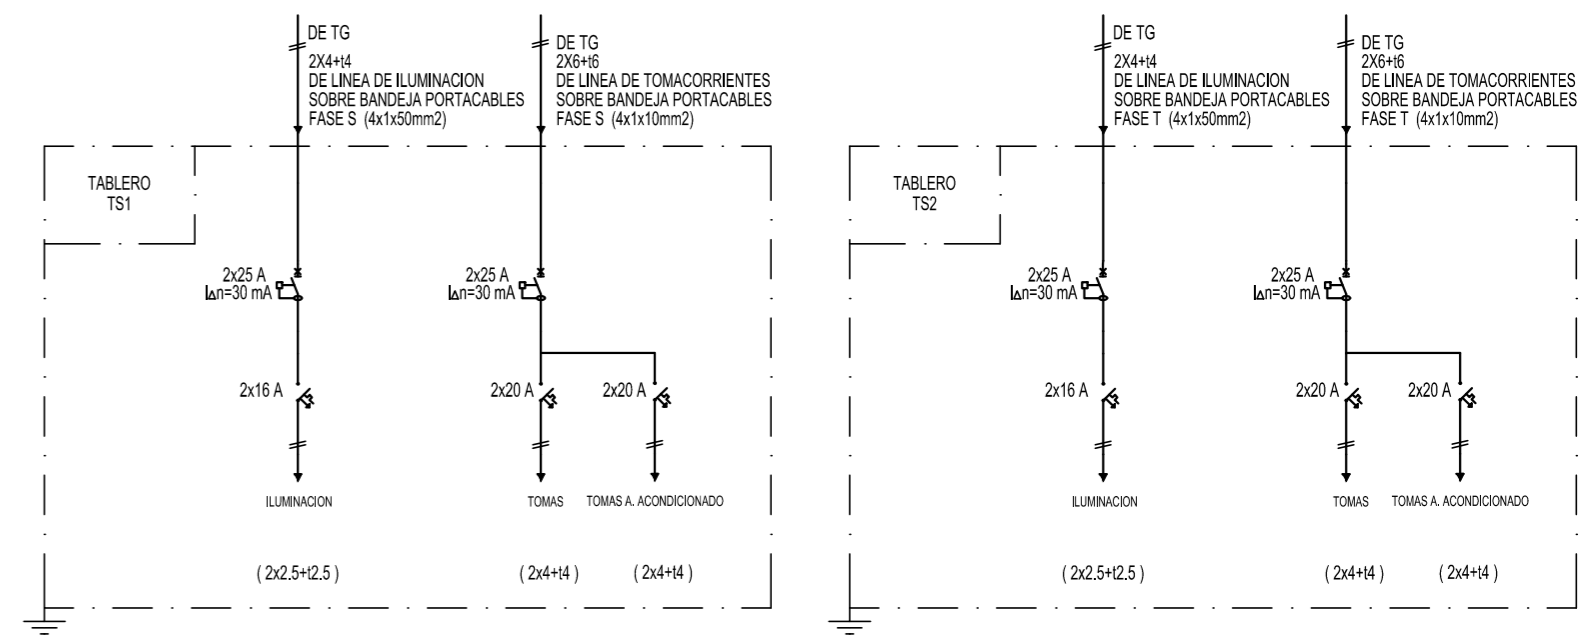 DE TG
2X4+t4
DE LINEA DE ILUMINACION
SOBRE BANDEJA PORTACABLES
FASE S (4x1x50mm2)
DE TG
2X6+t6
DE LINEA DE TOMACORRIENTES
SOBRE BANDEJA PORTACABLES
FASE S (4x1x10mm2)
TABLERO
TS1
2x25 A
I∆n=30 mA
2x25 A
I∆n=30 mA
2x16 A
2x20 A
2x20 A
ILUMINACION
TOMAS
TOMAS A. ACONDICIONADO
( 2x2.5+t2.5 )
( 2x4+t4 )
( 2x4+t4 )
DE TG
2X4+t4
DE LINEA DE ILUMINACION
SOBRE BANDEJA PORTACABLES
FASE T (4x1x50mm2)
DE TG
2X6+t6
DE LINEA DE TOMACORRIENTES
SOBRE BANDEJA PORTACABLES
FASE T (4x1x10mm2)
TABLERO
TS2
2x25 A
I∆n=30 mA
2x25 A
I∆n=30 mA
2x16 A
2x20 A
2x20 A
ILUMINACION
TOMAS
TOMAS A. ACONDICIONADO
( 2x2.5+t2.5 )
( 2x4+t4 )
( 2x4+t4 )